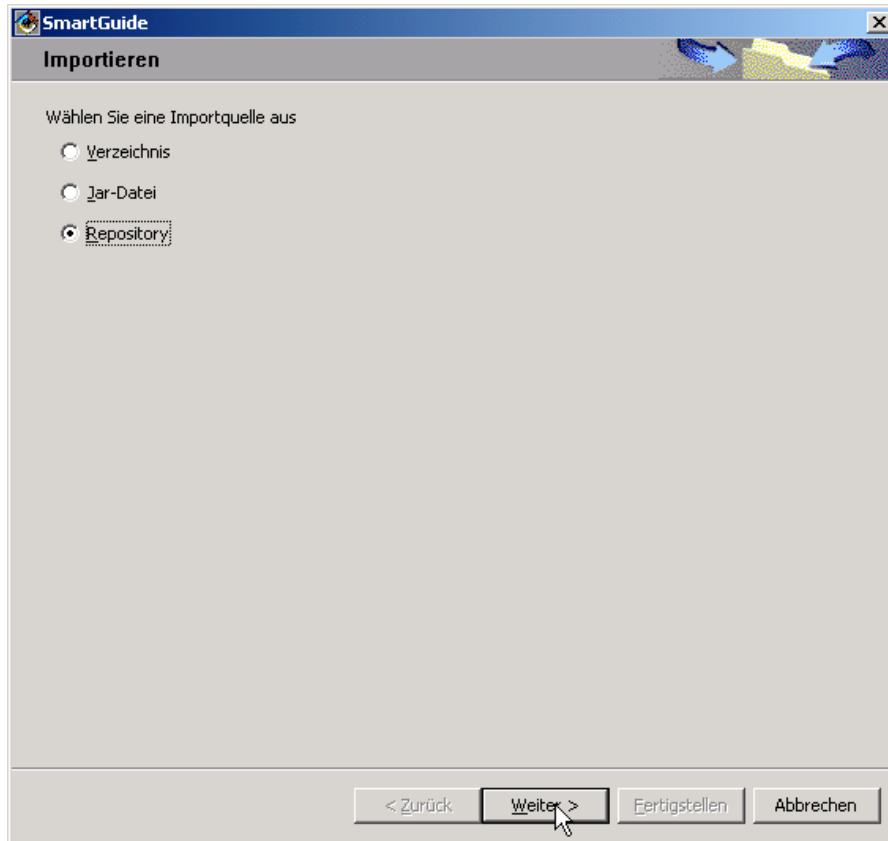 SmartGuide
Importieren
Wählen Sie eine Importquelle aus
Verzeichnis
Jar-Datei
Repository
< Zurück Weiter > Fertigstellen Abbrechen